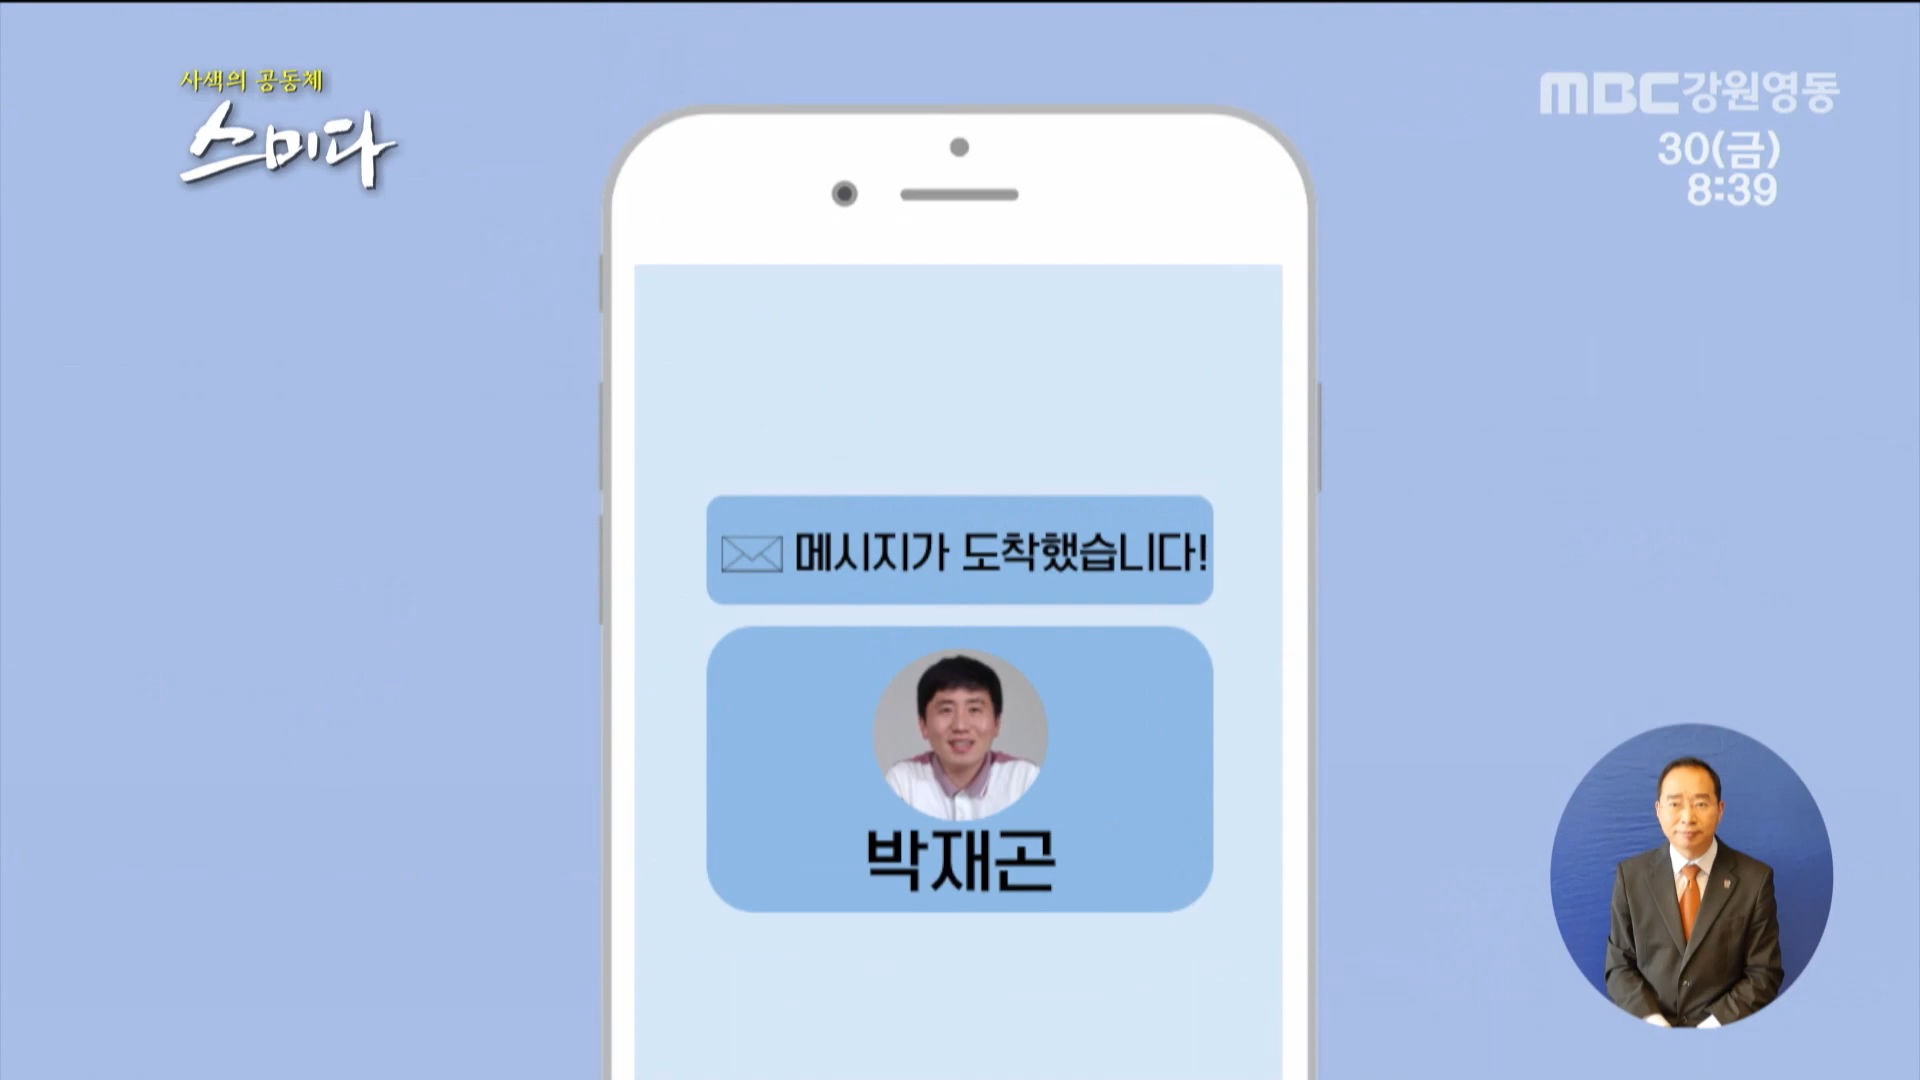 사색의 공동체
스미다
MBC강원영동
30(금)
8:39
메시지가 도착했습니다!
박재곤